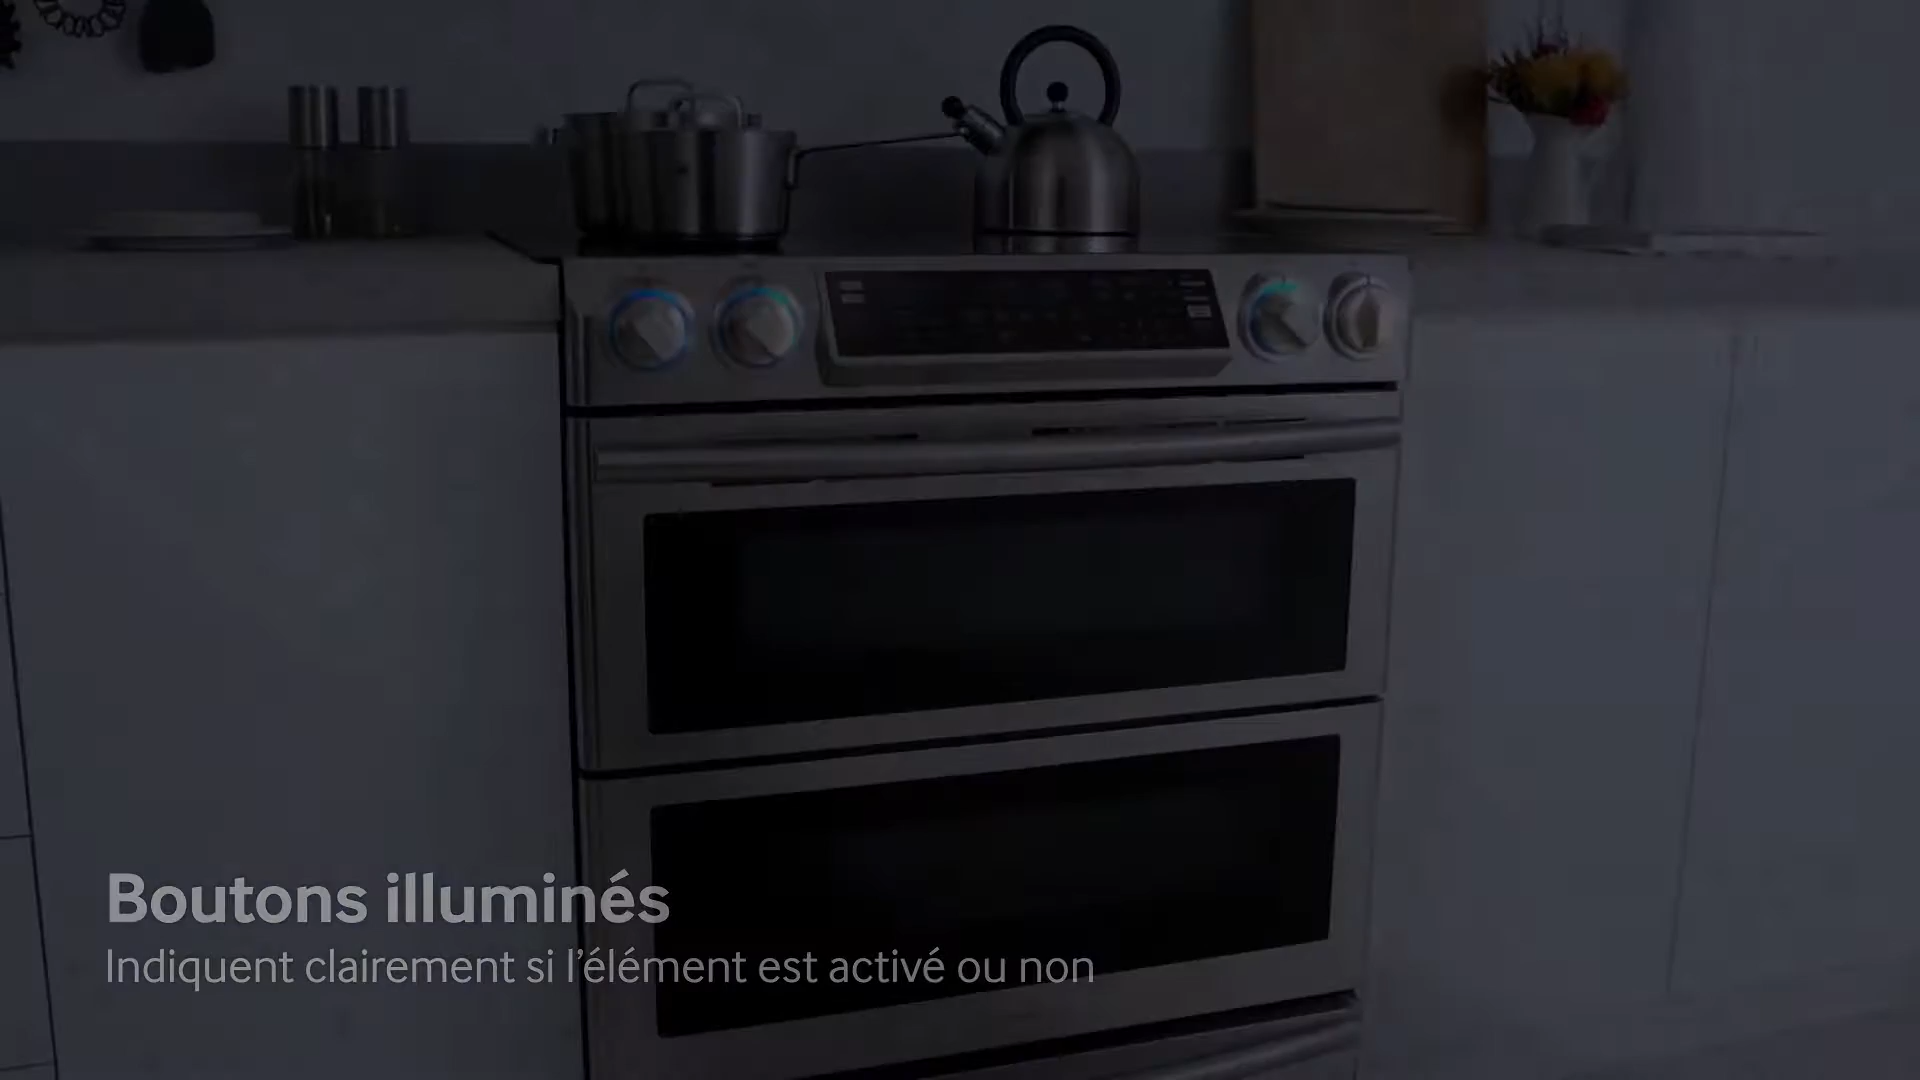 Boutons illuminés
Indiquent clairement si l’élément est activé ou non